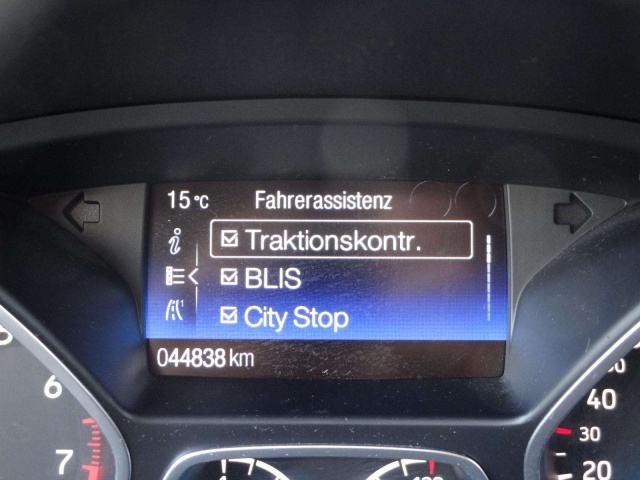 15 °C Fahrerassistenz
Traktionskontr.
BLIS
City Stop
044838 km
6
7
40
30
20